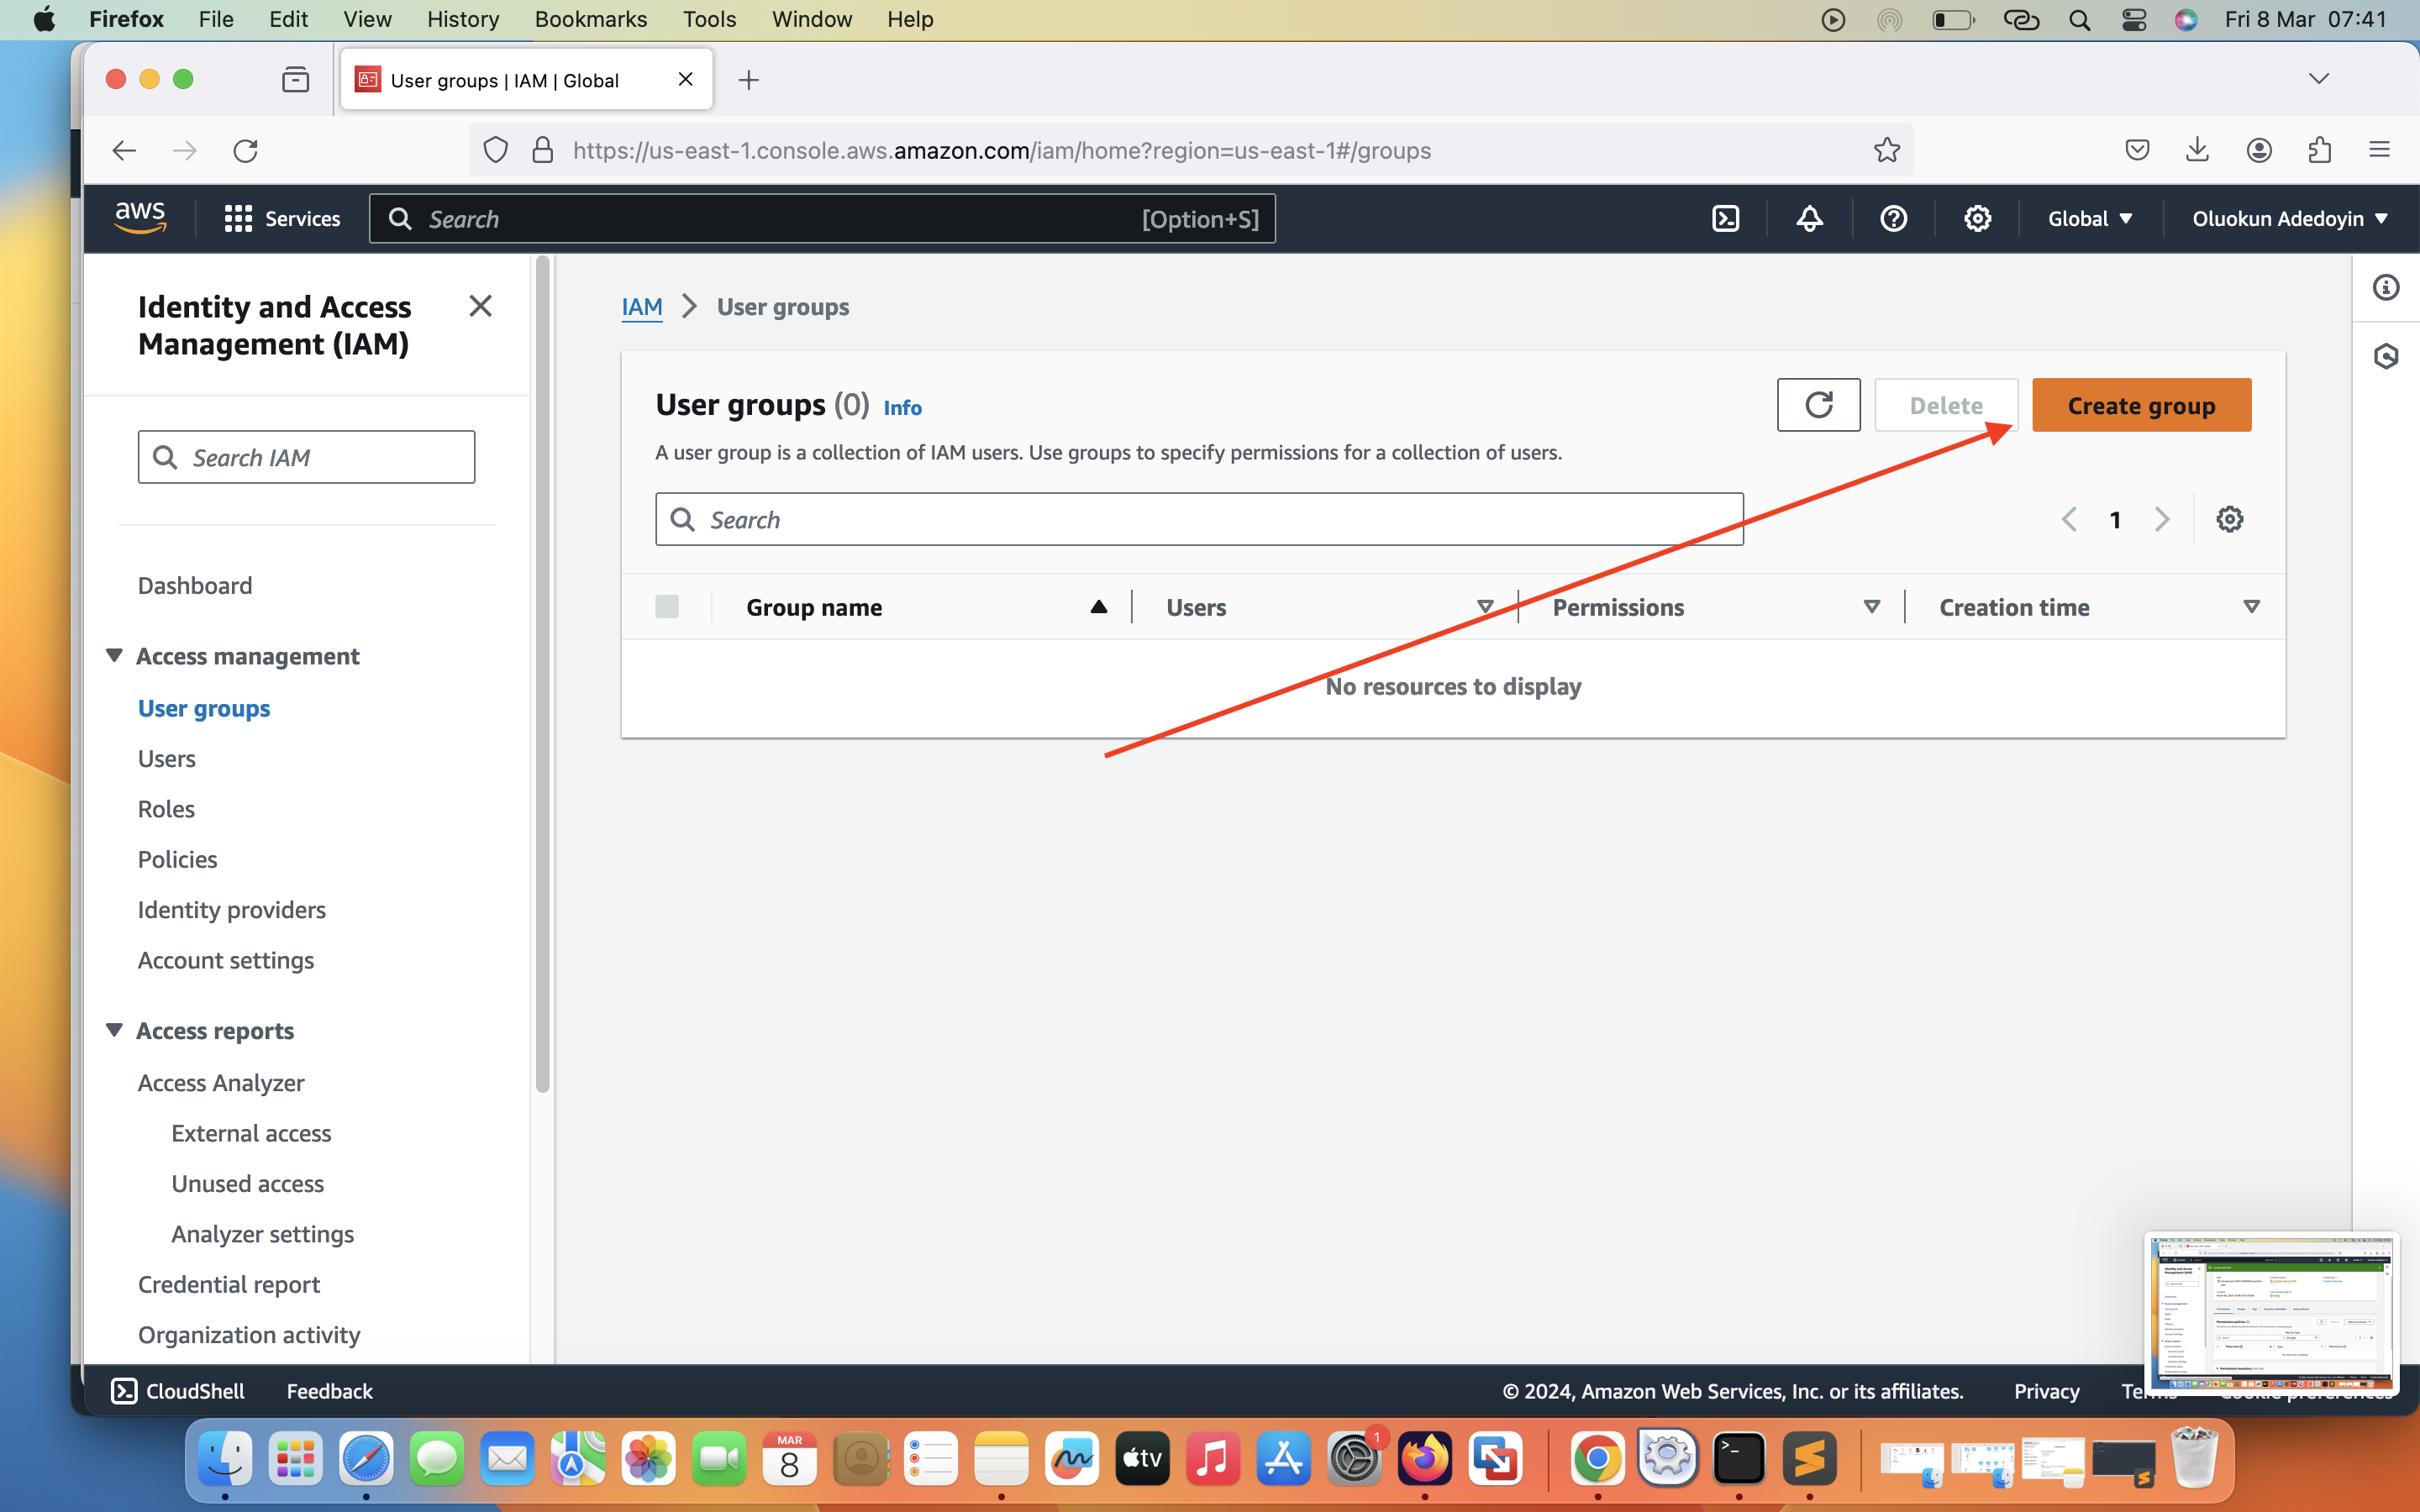 Firefox File Edit View History Bookmarks Tools Window Help Fri 8 Mar 07:41
User groups | IAM | Global
https://us-east-1.console.aws.amazon.com/iam/home?region=us-east-1#/groups
aws Services Search [Option+S] Global Oluokun Adedoyin
Identity and Access
Management (IAM)
Search IAM
Dashboard
Access management
User groups
Users
Roles
Policies
Identity providers
Account settings
Access reports
Access Analyzer
External access
Unused access
Analyzer settings
Credential report
Organization activity
IAM User groups
User groups (0) Info
Delete Create group
A user group is a collection of IAM users. Use groups to specify permissions for a collection of users.
Search
1
Group name Users Permissions Creation time
No resources to display
CloudShell Feedback © 2024, Amazon Web Services, Inc. or its affiliates. Privacy Terms Cookie preferences
MAR
8
tv
1